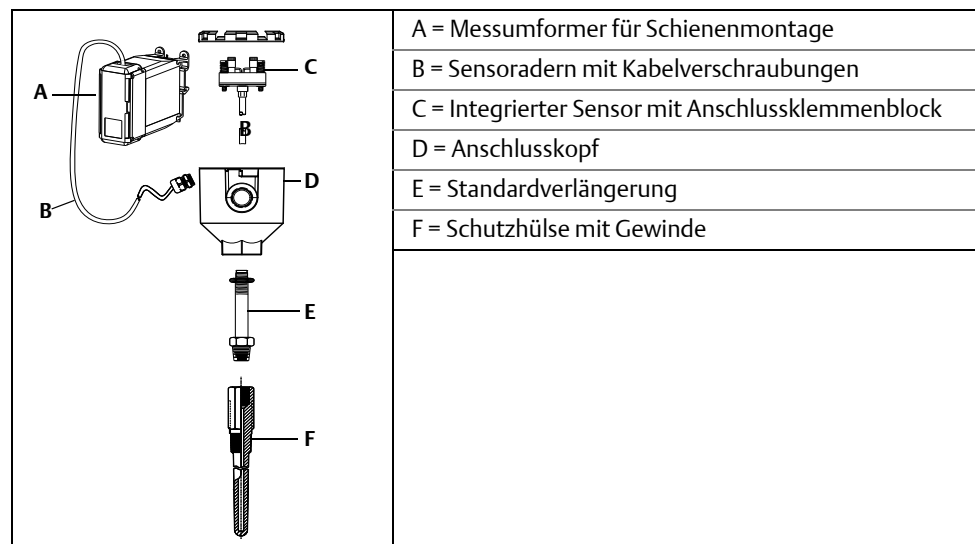 A = Messumformer für Schienenmontage
B = Sensoradern mit Kabelverschraubungen
C = Integrierter Sensor mit Anschlussklemmenblock
D = Anschlusskopf
E = Standardverlängerung
F = Schutzhülse mit Gewinde
C
A
B
D
B
E
F